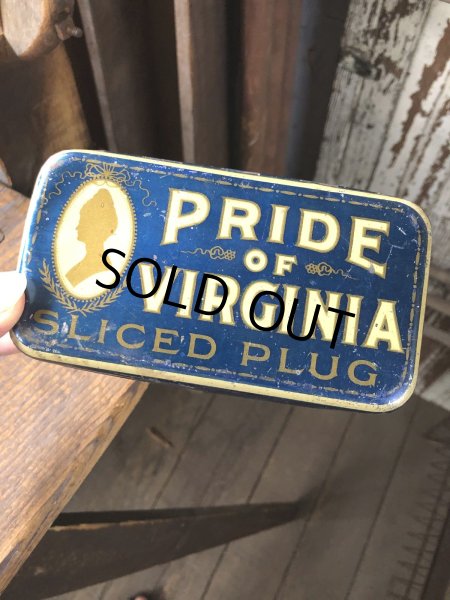 PRIDE
OF
VIRGINIA
SLICED PLUG
SOLD OUT